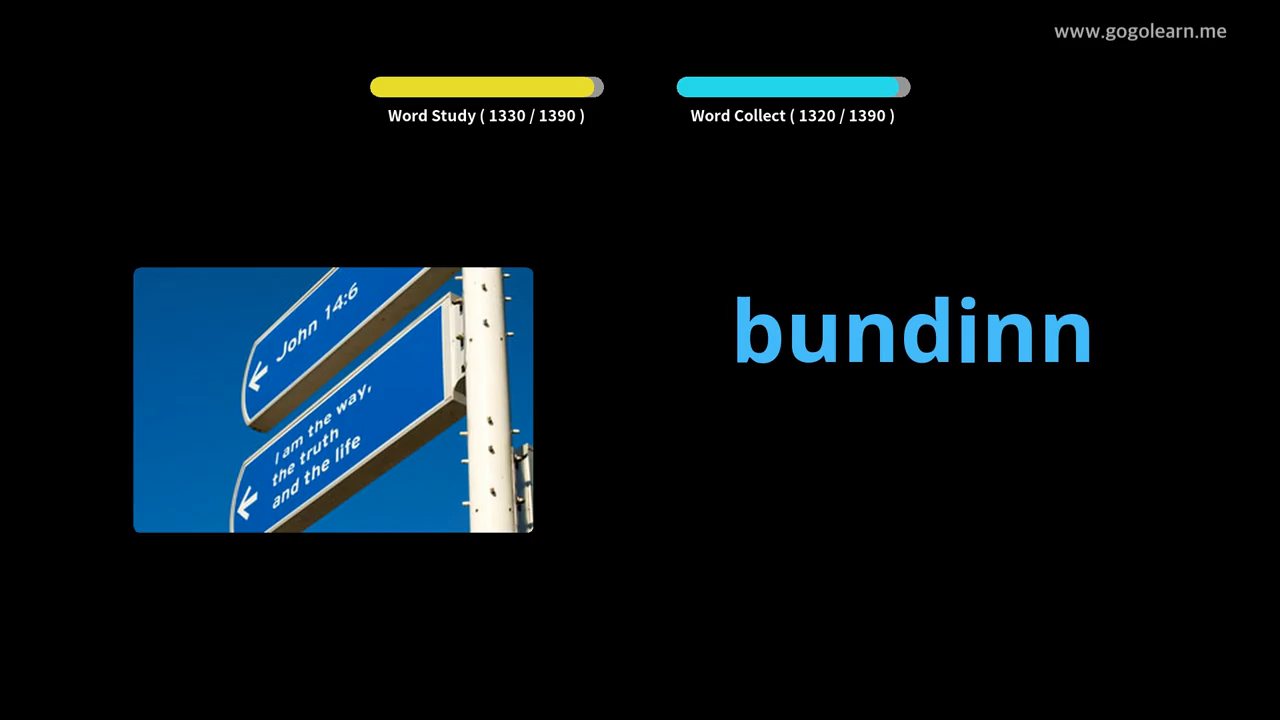 www.gogolearn.me
Word Study ( 1330 / 1390 )
Word Collect ( 1320 / 1390 )
John 14:6
I am the way,
the truth
and the life
bundinn